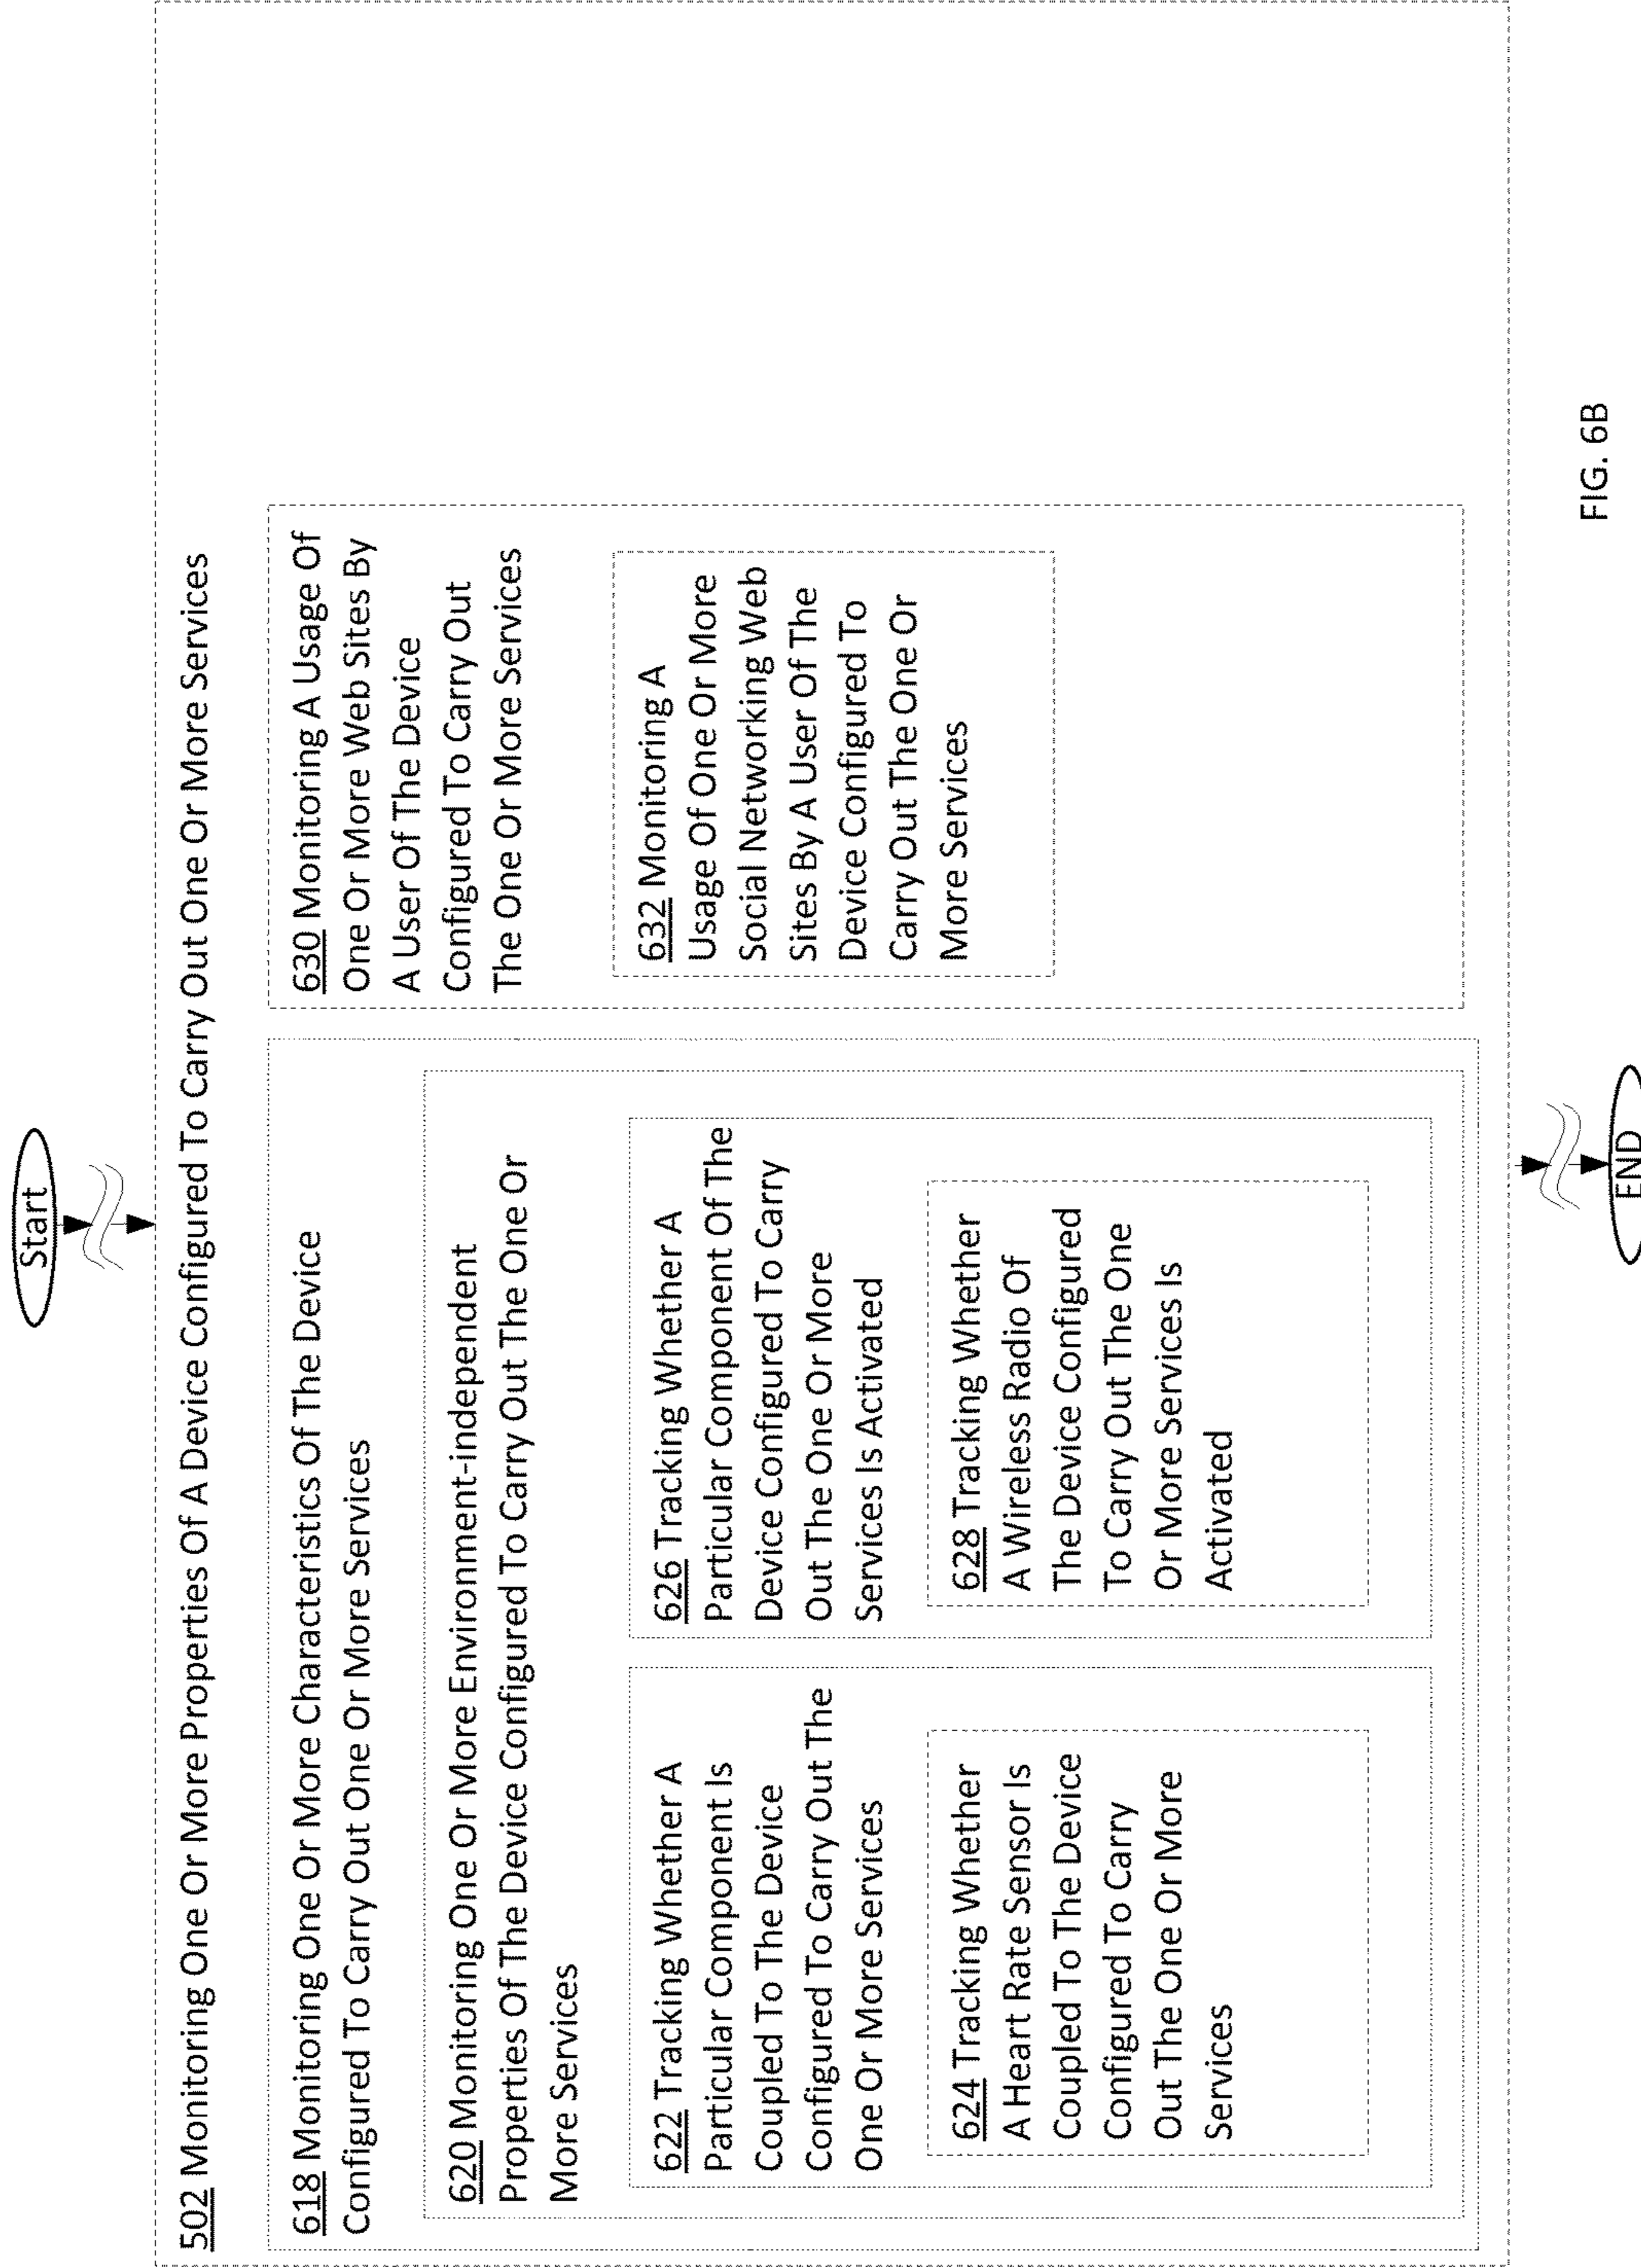 Start
502 Monitoring One Or More Properties Of A Device Configured To Carry Out One Or More Services
618 Monitoring One Or More Characteristics Of The Device
Configured To Carry Out One Or More Services
620 Monitoring One Or More Environment-independent
Properties Of The Device Configured To Carry Out The One Or
More Services
622 Tracking Whether A
Particular Component Is
Coupled To The Device
Configured To Carry Out The
One Or More Services
624 Tracking Whether
A Heart Rate Sensor Is
Coupled To The Device
Configured To Carry
Out The One Or More
Services
626 Tracking Whether A
Particular Component Of The
Device Configured To Carry
Out The One Or More
Services Is Activated
628 Tracking Whether
A Wireless Radio Of
The Device Configured
To Carry Out The One
Or More Services Is
Activated
630 Monitoring A Usage Of
One Or More Web Sites By
A User Of The Device
Configured To Carry Out
The One Or More Services
632 Monitoring A
Usage Of One Or More
Social Networking Web
Sites By A User Of The
Device Configured To
Carry Out The One Or
More Services
END
FIG. 6B